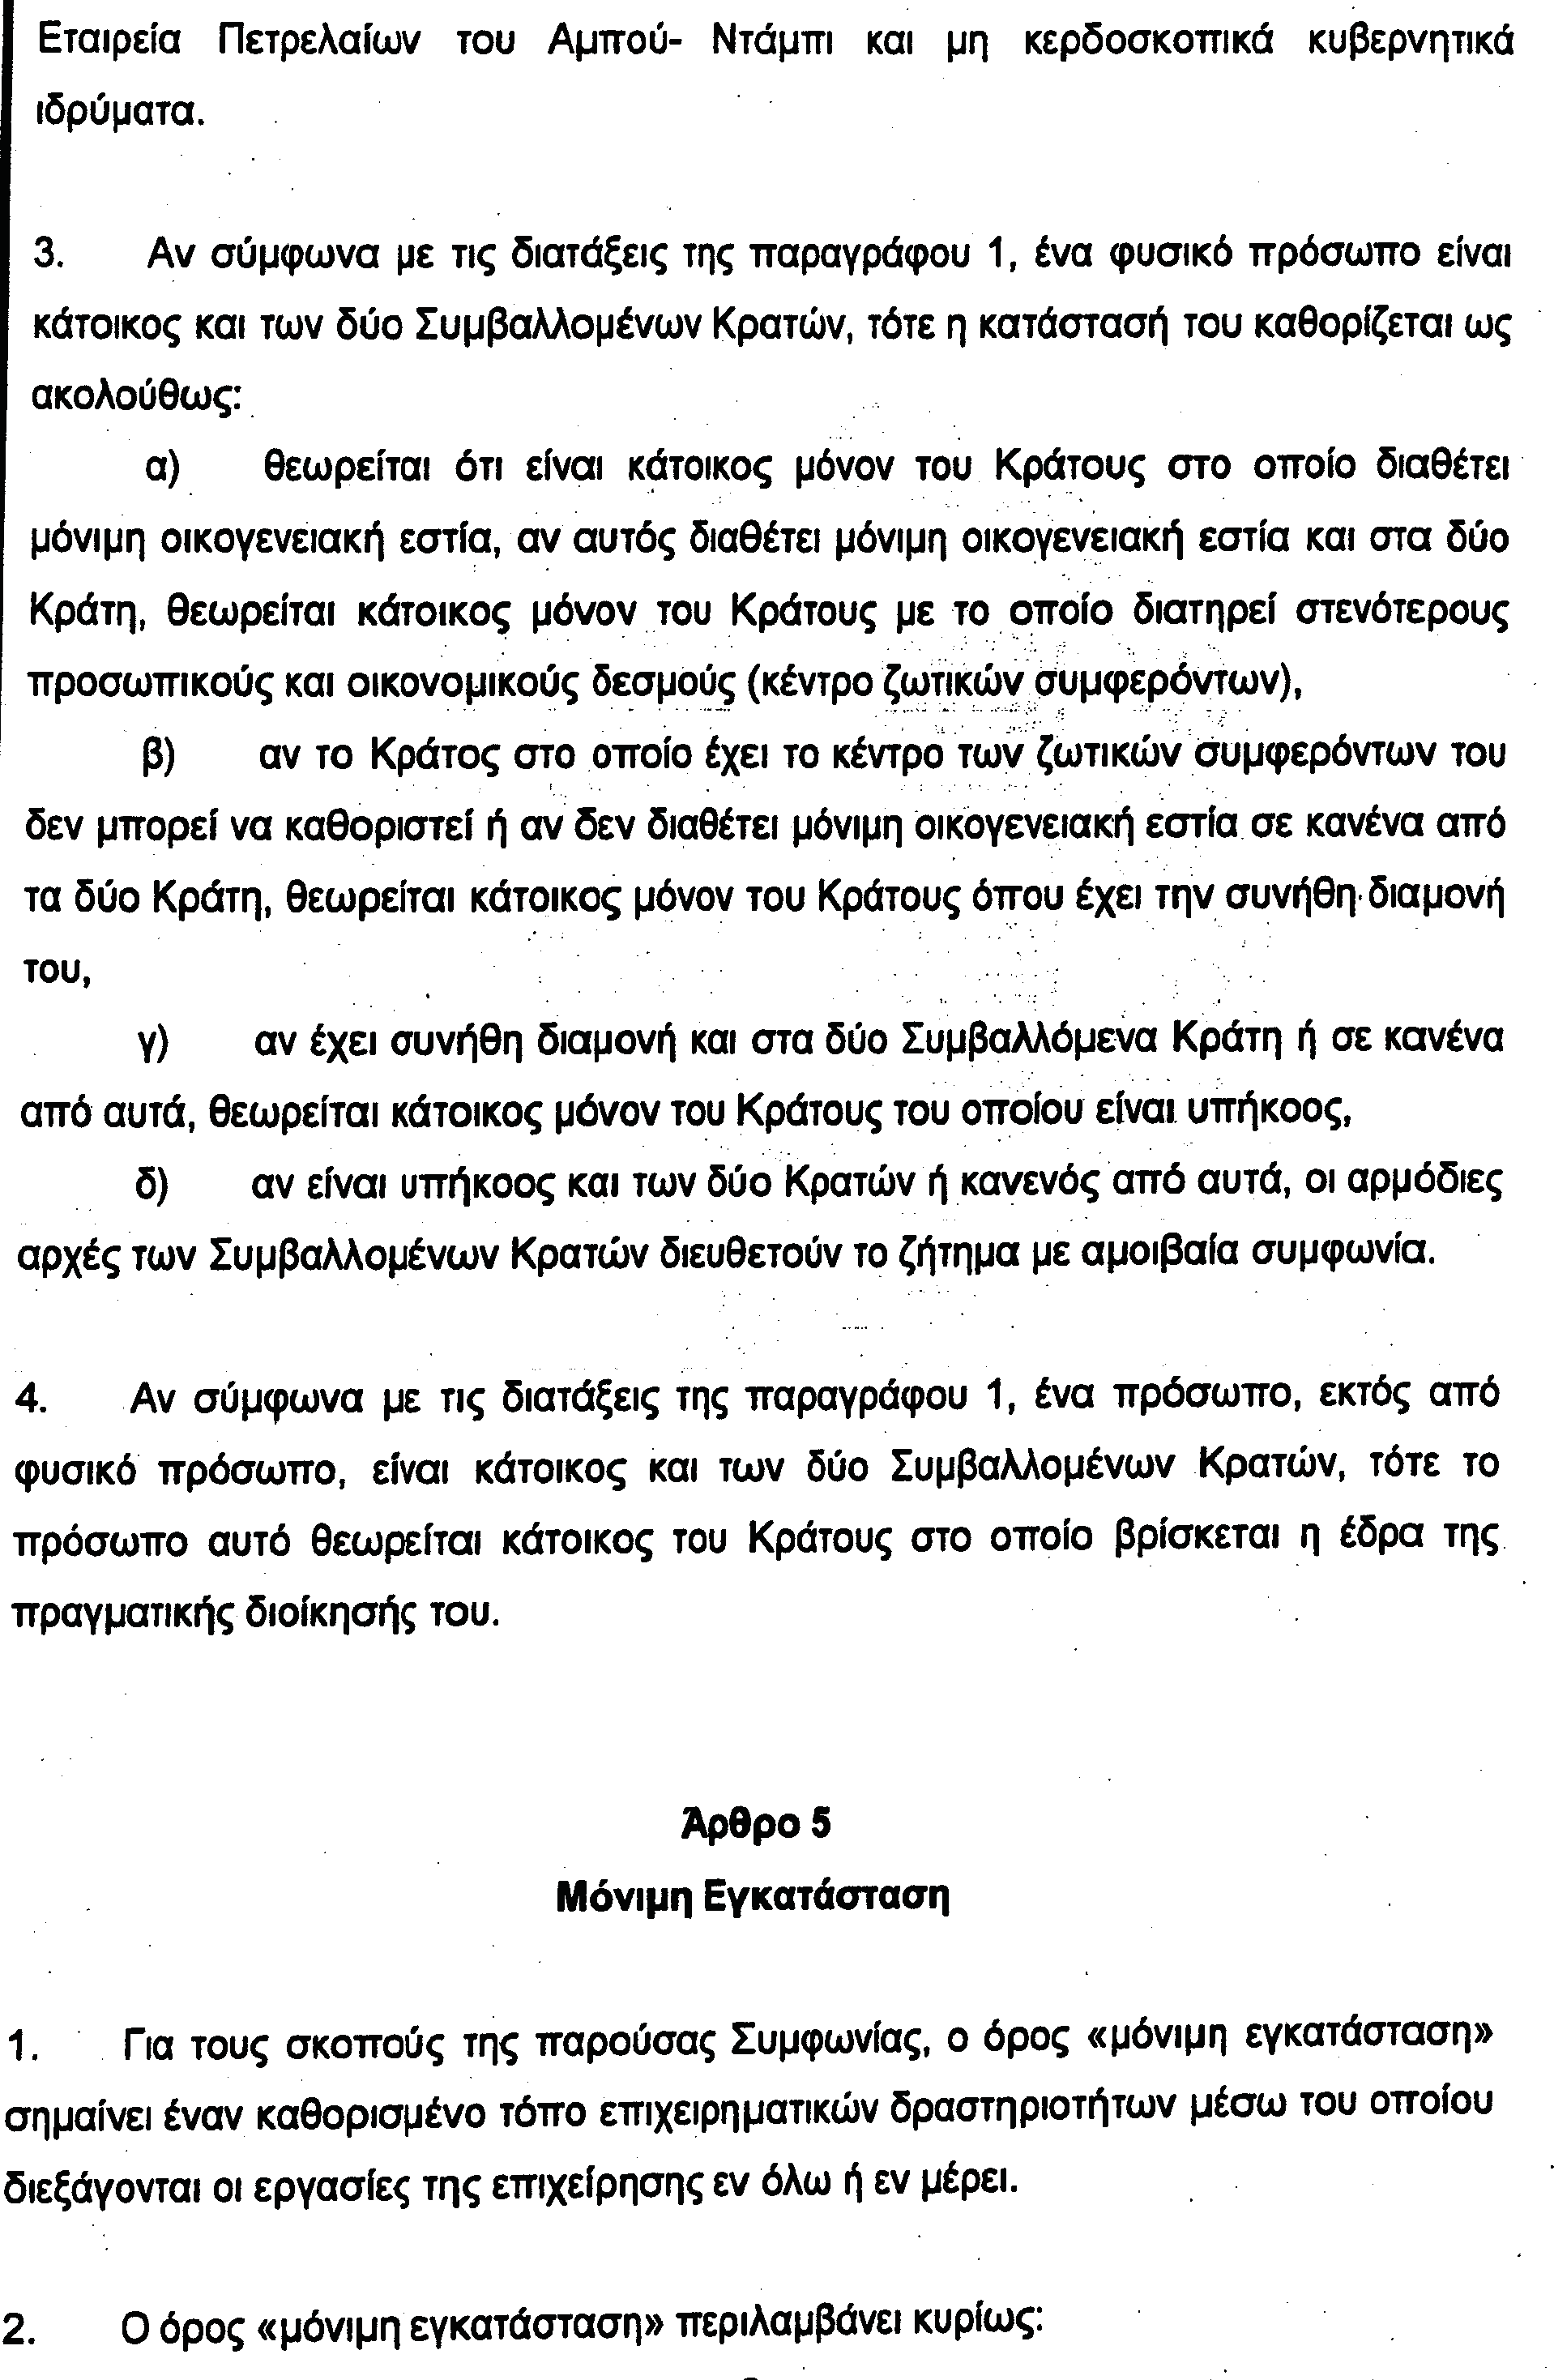 Εταιρεία Πετρελαίων του Αμπού- Ντάμπι και μη κερδοσκοπικά κυβερνητικά
ιδρύματα.
3. Αν σύμφωνα με τις διατάξεις της παραγράφου 1, ένα φυσικό πρόσωπο είναι
κάτοικος και των δύο Συμβαλλομένων Κρατών, τότε η κατάστασή του καθορίζεται ως
ακολούθως:
α) θεωρείται ότι είναι κάτοικος μόνον του Κράτους στο οποίο διαθέτει
μόνιμη οικογενειακή εστία, αν αυτός διαθέτει μόνιμη οικογενειακή εστία και στα δύο
Κράτη, θεωρείται κάτοικος μόνον του Κράτους με το οποίο διατηρεί στενότερους
προσωπικούς και οικονομικούς δεσμούς (κέντρο ζωτικών συμφερόντων),
β) αν το Κράτος στο οποίο έχει το κέντρο των ζωτικών συμφερόντων του
δεν μπορεί να καθοριστεί ή αν δεν διαθέτει μόνιμη οικογενειακή εστία σε κανένα από
τα δύο Κράτη, θεωρείται κάτοικος μόνον του Κράτους όπου έχει την συνήθη διαμονή
του,
γ) αν έχει συνήθη διαμονή και στα δύο Συμβαλλόμενα Κράτη ή σε κανένα
από αυτά, θεωρείται κάτοικος μόνον του Κράτους του οποίου είναι υπήκοος,
δ) αν είναι υπήκοος και των δύο Κρατών ή κανενός από αυτά, οι αρμόδιες
αρχές των Συμβαλλομένων Κρατών διευθετούν το ζήτημα με αμοιβαία συμφωνία.
4. Αν σύμφωνα με τις διατάξεις της παραγράφου 1, ένα πρόσωπο, εκτός από
φυσικό πρόσωπο, είναι κάτοικος και των δύο Συμβαλλομένων Κρατών, τότε το
πρόσωπο αυτό θεωρείται κάτοικος του Κράτους στο οποίο βρίσκεται η έδρα της
πραγματικής διοίκησής του.
Άρθρο 5
Μόνιμη Εγκατάσταση
1. Για τους σκοπούς της παρούσας Συμφωνίας, ο όρος «μόνιμη εγκατάσταση»
σημαίνει έναν καθορισμένο τόπο επιχειρηματικών δραστηριοτήτων μέσω του οποίου
διεξάγονται οι εργασίες της επιχείρησης εν όλω ή εν μέρει.
2. Ο όρος «μόνιμη εγκατάσταση» περιλαμβάνει κυρίως: